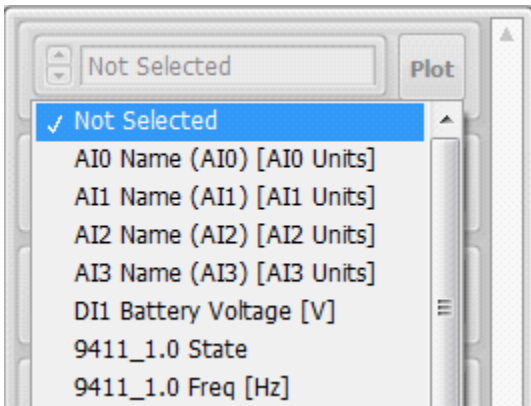 Not Selected
Plot
Not Selected
AI0 Name (AI0) [AI0 Units]
AI1 Name (AI1) [AI1 Units]
AI2 Name (AI2) [AI2 Units]
AI3 Name (AI3) [AI3 Units]
DI1 Battery Voltage [V]
9411_1.0 State
9411_1.0 Freq [Hz]